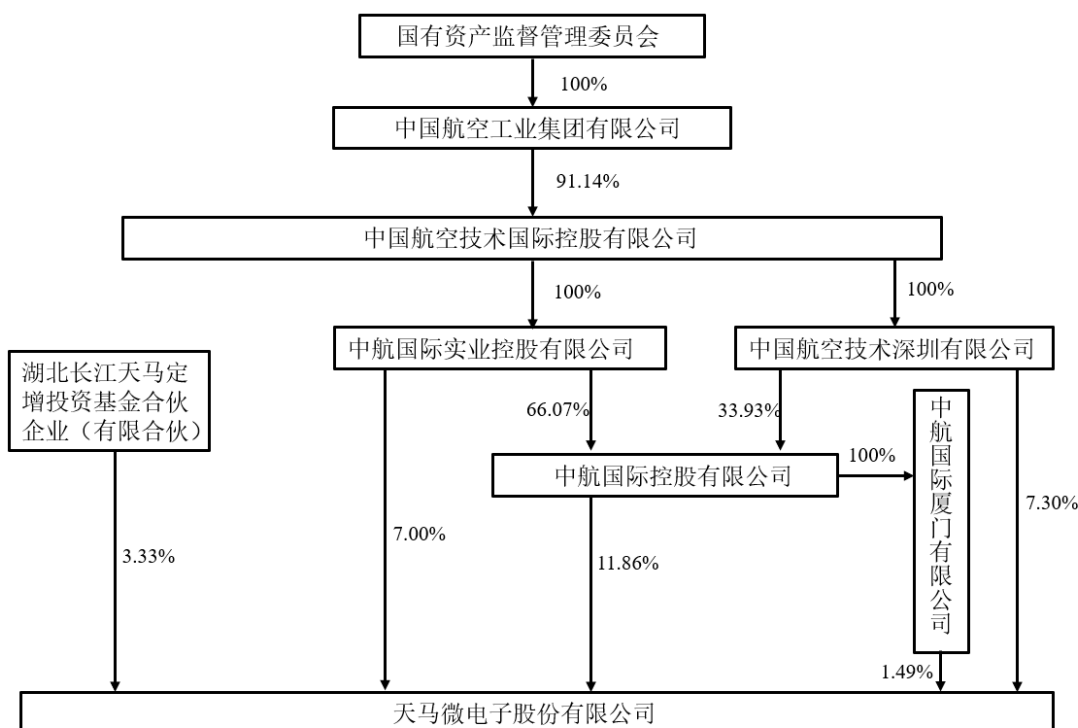 国有资产监督管理委员会
100%
中国航空工业集团有限公司
91.14%
中国航空技术国际控股有限公司
100%
100%
中航国际实业控股有限公司
中国航空技术深圳有限公司
湖北长江天马定
增投资基金合伙
企业（有限合伙）
66.07%
33.93%
中航国际控股有限公司
100%
中航国际厦门有限公司
3.33%
7.00%
11.86%
7.30%
1.49%
天马微电子股份有限公司